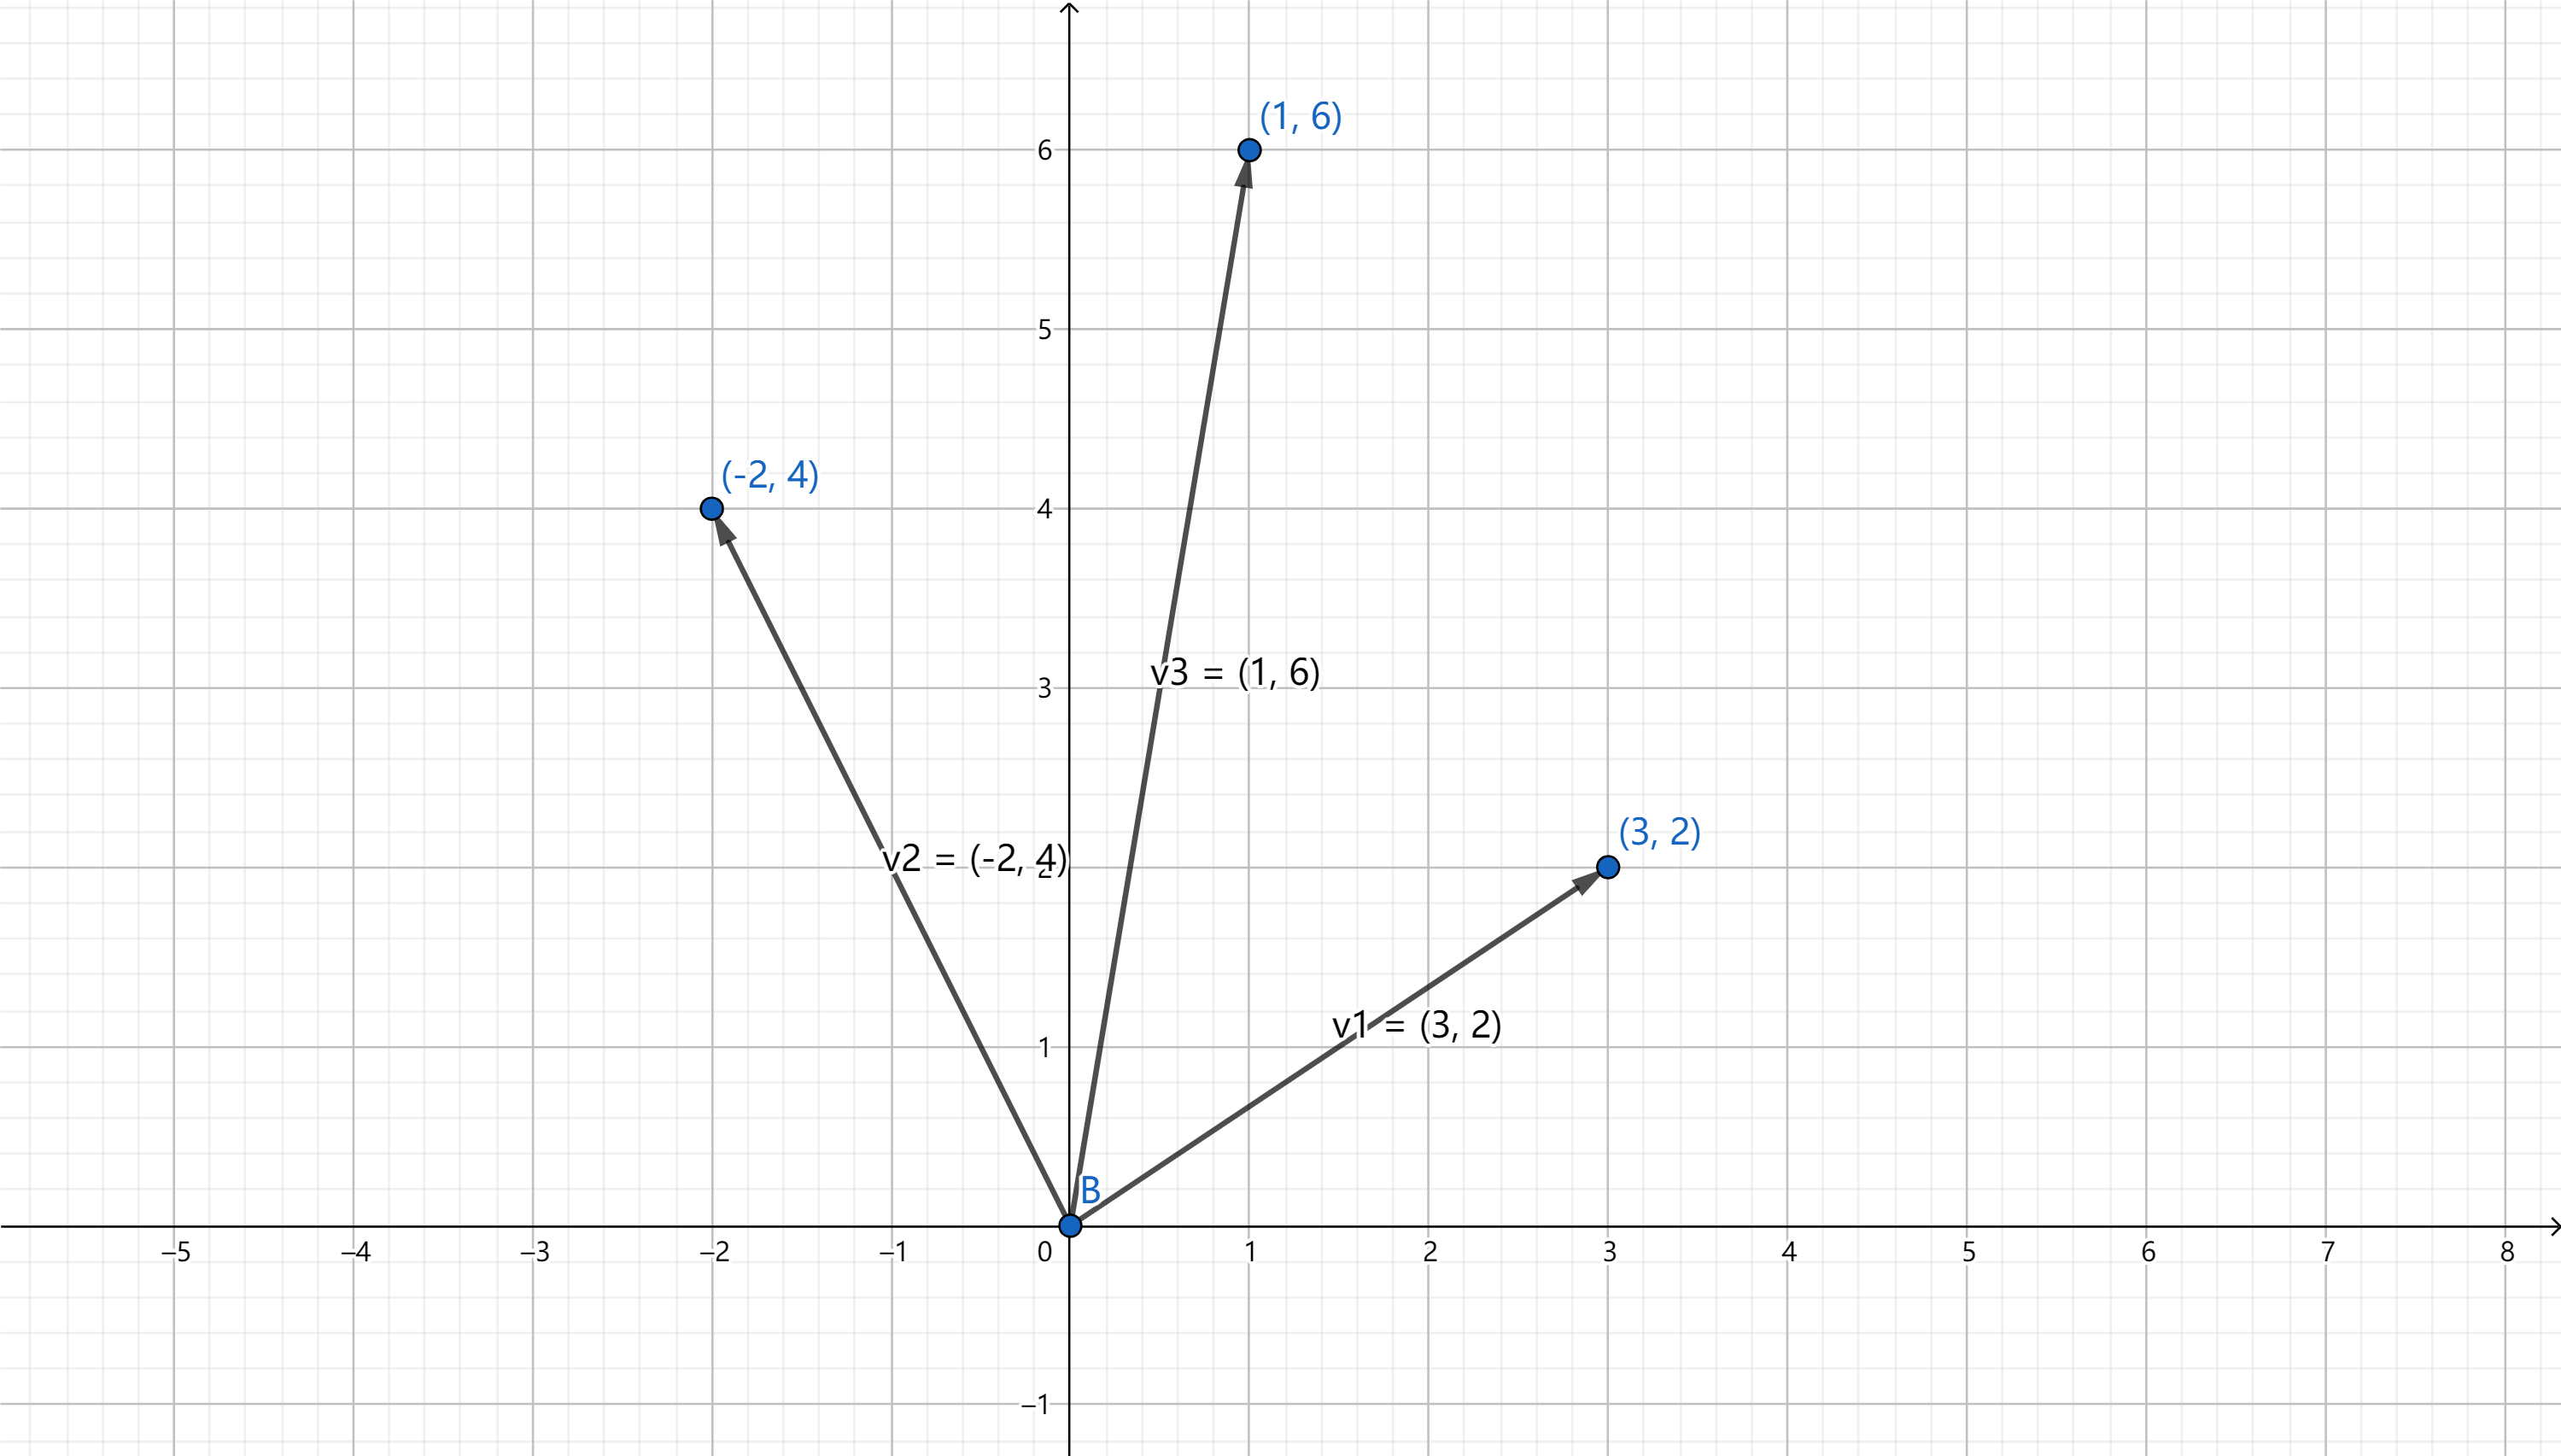 (1, 6)
6
5
(-2, 4)
4
v3 = (1, 6)
3
(3, 2)
v2 = (-2, 4)
2
v1 = (3, 2)
1
B
–5 –4 –3 –2 –1 0 1 2 3 4 5 6 7 8
–1